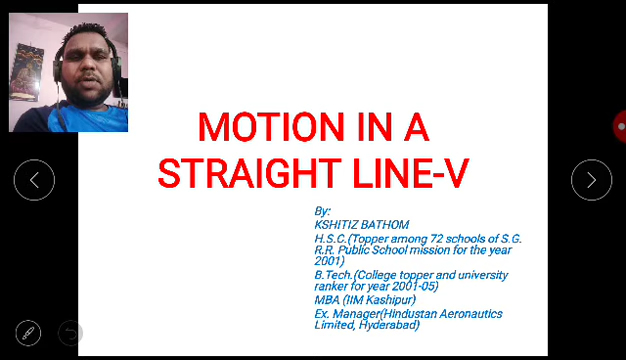 MOTION IN A
STRAIGHT LINE-V
By:
KSHITIZ BATHOM
H.S.C.(Topper among 72 schools of S.G.
R.R. Public School mission for the year
2001)
B.Tech.(College topper and university
ranker for year 2001-05)
MBA (IIM Kashipur)
Ex. Manager(Hindustan Aeronautics
Limited, Hyderabad)